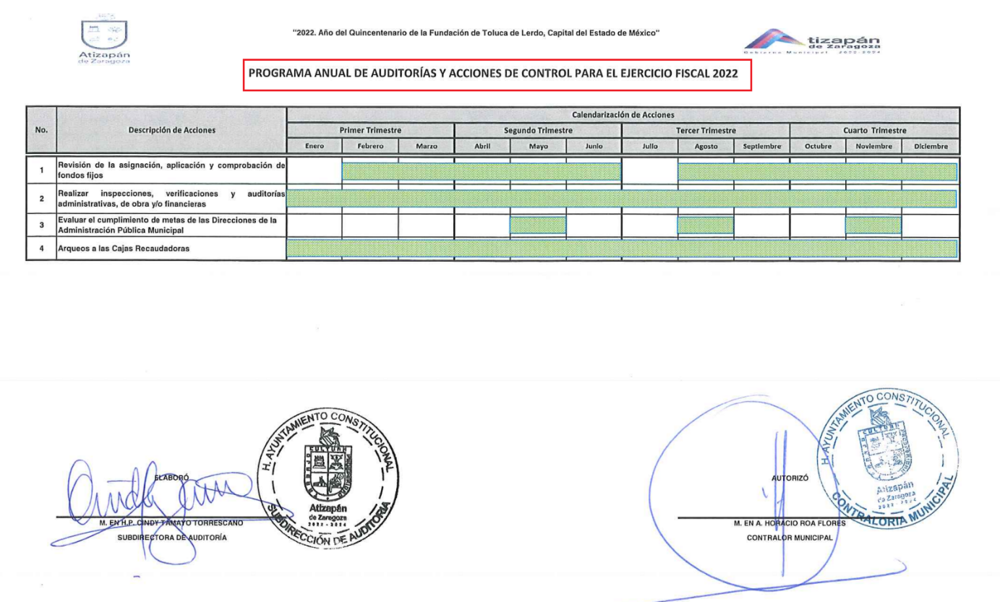 Atizapán
de Zaragoza
"2022. Año del Quincentenario de la Fundación de Toluca de Lerdo, Capital del Estado de México"
tizapán
de Zaragoza
Gobierno Municipal 2022-2024
PROGRAMA ANUAL DE AUDITORÍAS Y ACCIONES DE CONTROL PARA EL EJERCICIO FISCAL 2022
No.
Descripción de Acciones
Calendarización de Acciones
Primer Trimestre Segundo Trimestre Tercer Trimestre Cuarto Trimestre
Enero Febrero Marzo Abril Mayo Junio Julio Agosto Septiembre Octubre Noviembre Diciembre
1 Revisión de la asignación, aplicación y comprobación de
fondos fijos
2 Realizar inspecciones, verificaciones y auditorías
administrativas, de obra y/o financieras
3 Evaluar el cumplimiento de metas de las Direcciones de la
Administración Pública Municipal
4 Arqueos a las Cajas Recaudadoras
ELABORÓ
M. EN H.P. CINDY TAMAYO TORRESCANO
SUBDIRECTORA DE AUDITORÍA
H. AYUNTAMIENTO CONSTITUCIONAL
CULTURA
Atizapán
de Zaragoza
2022 - 2024
SUBDIRECCIÓN DE AUDITORIA
AUTORIZÓ
M. EN A. HORACIO ROA FLORES
CONTRALOR MUNICIPAL
H. AYUNTAMIENTO CONSTITUCIONAL
CULTURA
Atizapán
de Zaragoza
2022 - 2024
CONTRALORIA MUNICIPAL